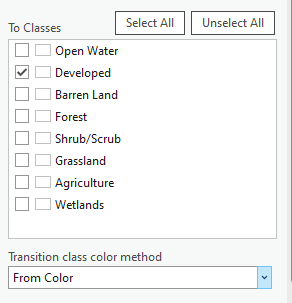 To Classes
Select All
Unselect All
Open Water
Developed
Barren Land
Forest
Shrub/Scrub
Grassland
Agriculture
Wetlands
Transition class color method
From Color